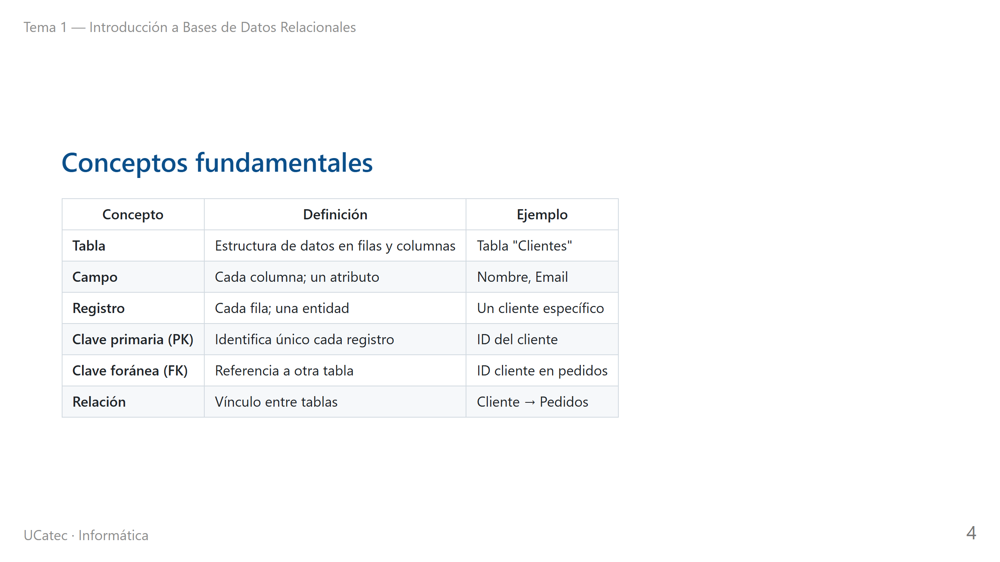 Tema 1 — Introducción a Bases de Datos Relacionales
Conceptos fundamentales
Concepto Definición Ejemplo
Tabla Estructura de datos en filas y columnas Tabla "Clientes"
Campo Cada columna; un atributo Nombre, Email
Registro Cada fila; una entidad Un cliente específico
Clave primaria (PK) Identifica único cada registro ID del cliente
Clave foránea (FK) Referencia a otra tabla ID cliente en pedidos
Relación Vínculo entre tablas Cliente → Pedidos
UCatec · Informática
4